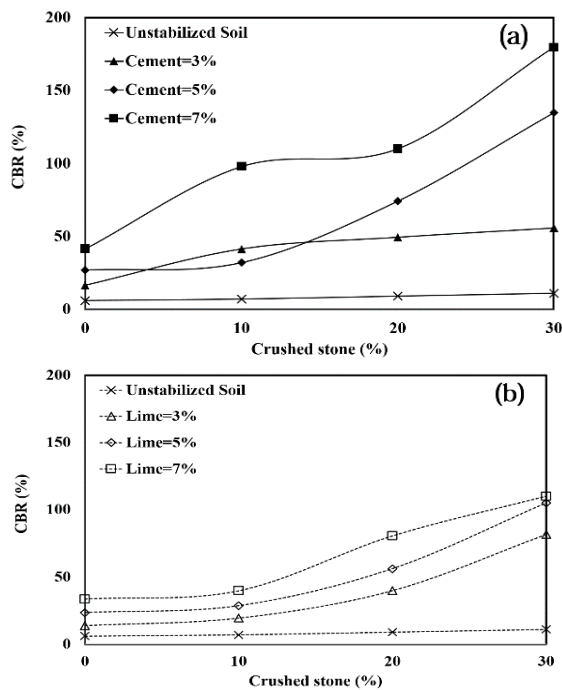 (a)
Unstabilized Soil
Cement=3%
Cement=5%
Cement=7%
200
150
100
50
0
CBR (%)
0 10 20 30
Crushed stone (%)
(b)
Unstabilized Soil
Lime=3%
Lime=5%
Lime=7%
200
150
100
50
0
CBR (%)
0 10 20 30
Crushed stone (%)